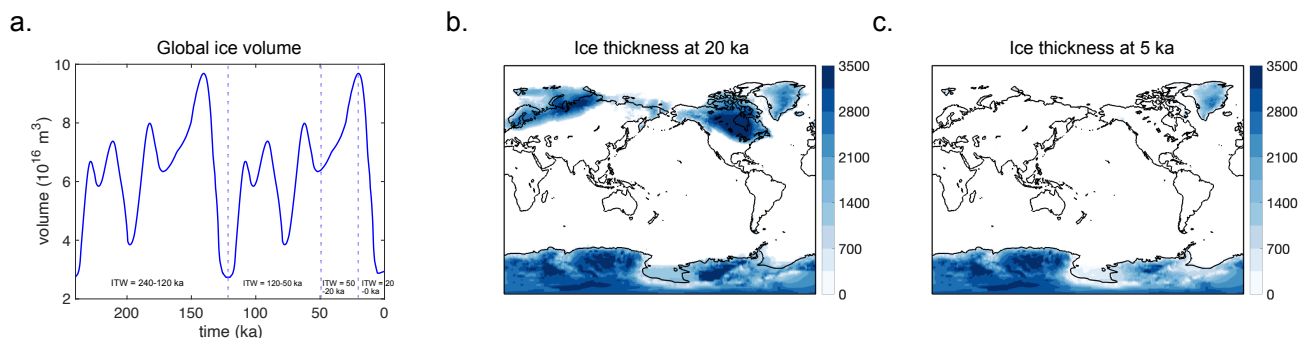 a.
Global ice volume
10
8
6
4
2
volume (10^16 m^3)
ITW = 240-120 ka
ITW = 120-50 ka
ITW = 50
-20 ka
ITW = 20
-0 ka
200
150
100
50
0
time (ka)
b.
Ice thickness at 20 ka
3500
2800
2100
1400
700
0
c.
Ice thickness at 5 ka
3500
2800
2100
1400
700
0